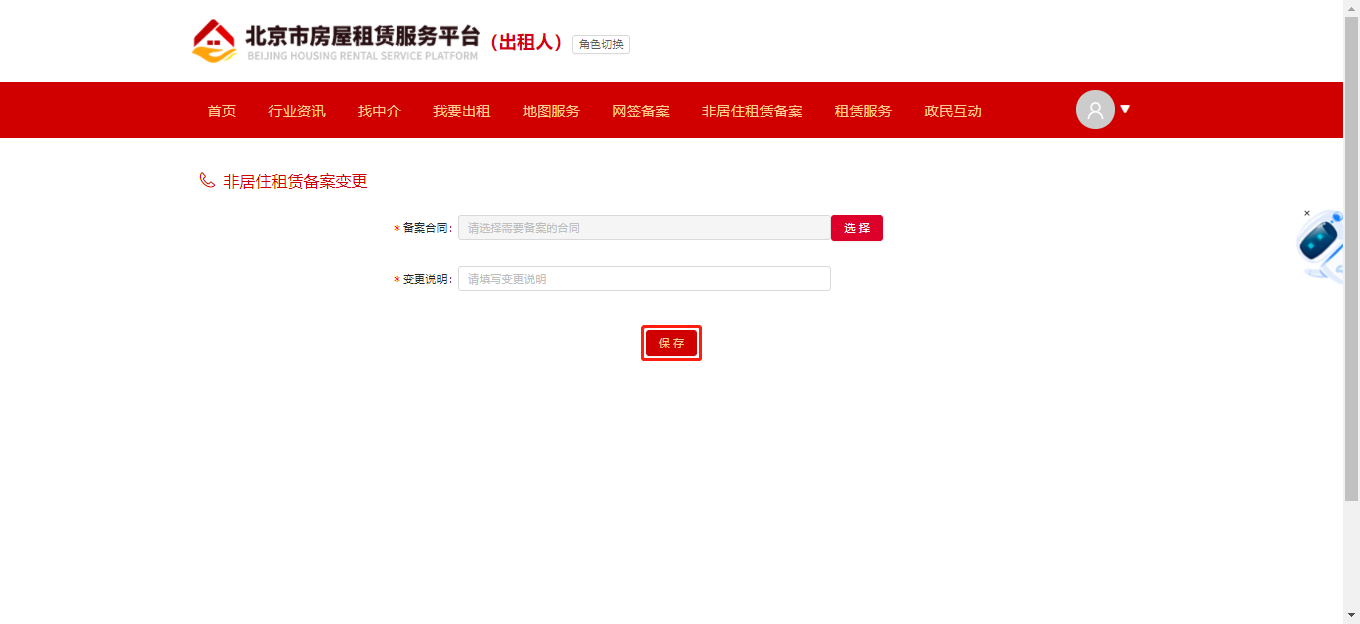 北京市房屋租赁服务平台 (出租人) 角色切换
BEIJING HOUSING RENTAL SERVICE PLATFORM
首页 行业资讯 找中介 我要出租 地图服务 网签备案 非居住租赁备案 租赁服务 政民互动
非居住租赁备案变更
* 备案合同: 请选择需要备案的合同 选 择
* 变更说明: 请填写变更说明
保 存